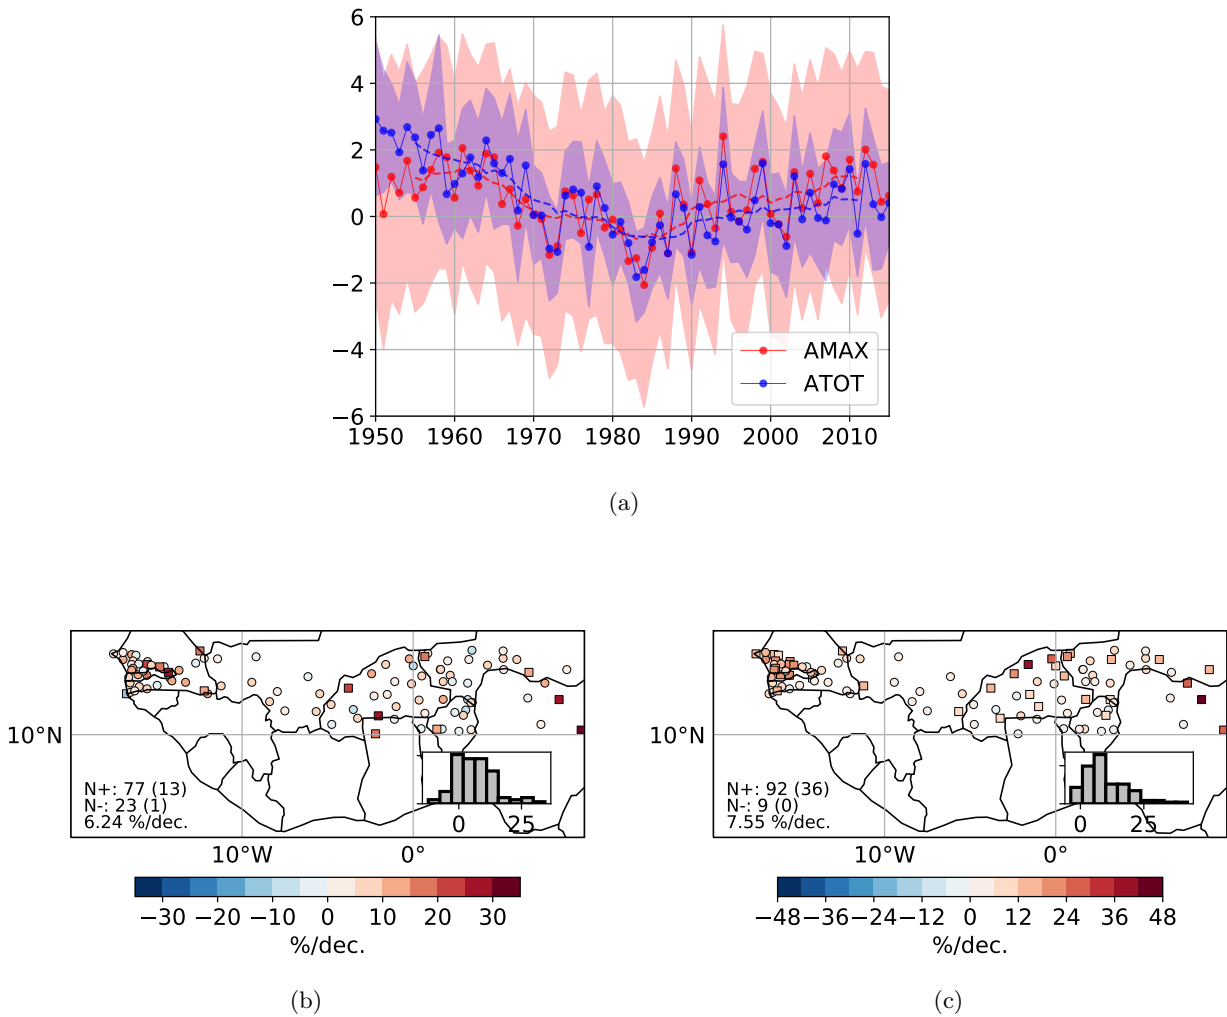 6
4
2
0
−2
−4
−6
AMAX
ATOT
1950 1960 1970 1980 1990 2000 2010
(a)
10°N
N+: 77 (13)
N-: 23 (1)
6.24 %/dec.
0 25
10°W 0°
−30 −20 −10 0 10 20 30
%/dec.
(b)
10°N
N+: 92 (36)
N-: 9 (0)
7.55 %/dec.
0 25
10°W 0°
−48 −36 −24 −12 0 12 24 36 48
%/dec.
(c)